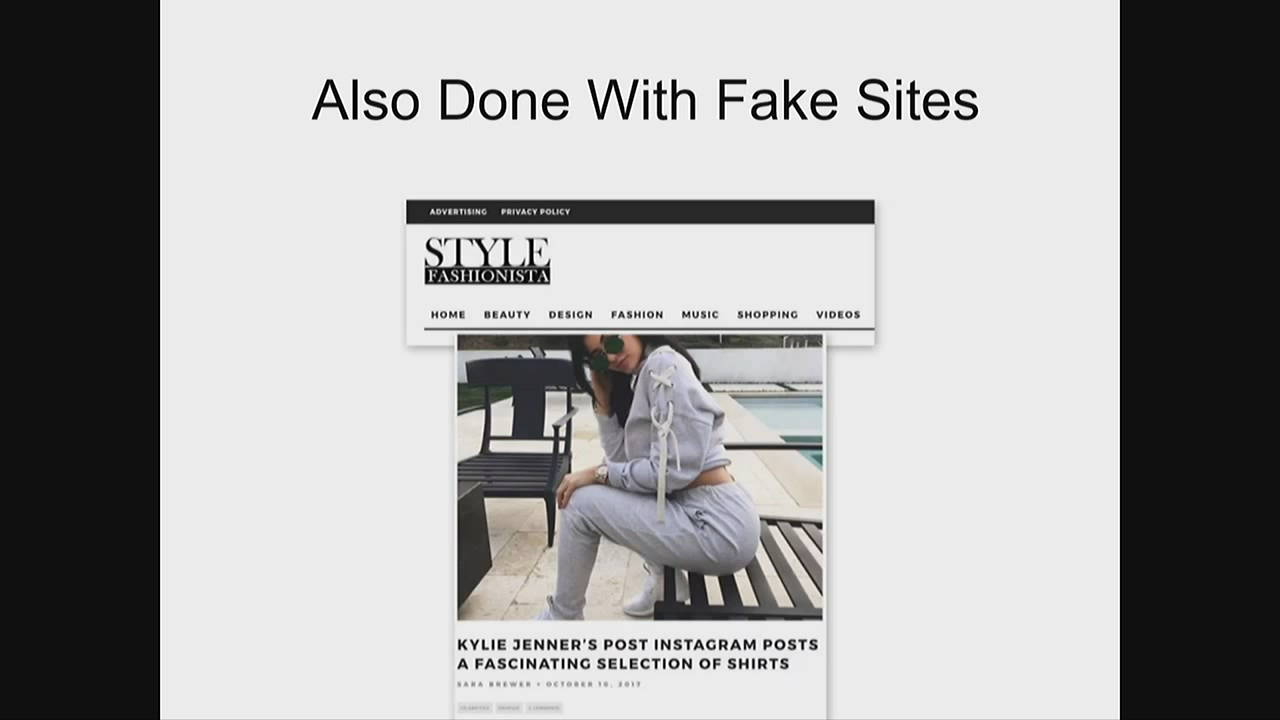 Also Done With Fake Sites
ADVERTISING PRIVACY POLICY
STYLE
FASHIONISTA
HOME BEAUTY DESIGN FASHION MUSIC SHOPPING VIDEOS
KYLIE JENNER'S POST INSTAGRAM POSTS
A FASCINATING SELECTION OF SHIRTS
SARA BREWER • OCTOBER 10, 2017